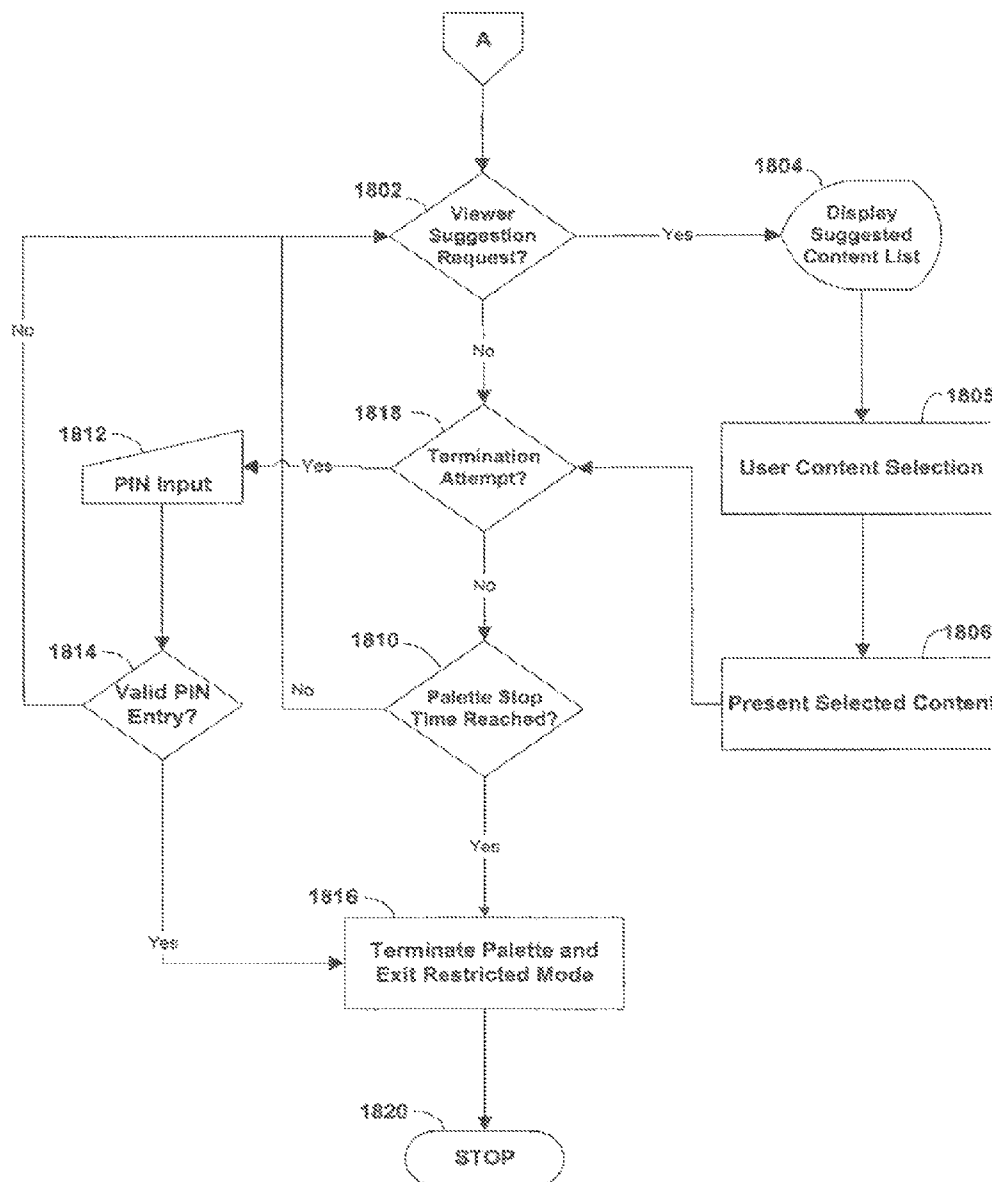 A
1802
Viewer
Suggestion
Request?
Yes
1804
Display
Suggested
Content List
No
No
1818
Termination
Attempt?
Yes
1812
PIN Input
1805
User Content Selection
No
1814
Valid PIN
Entry?
1810
Palette Stop
Time Reached?
No
1806
Present Selected Content
Yes
Yes
1816
Terminate Palette and
Exit Restricted Mode
1820
STOP